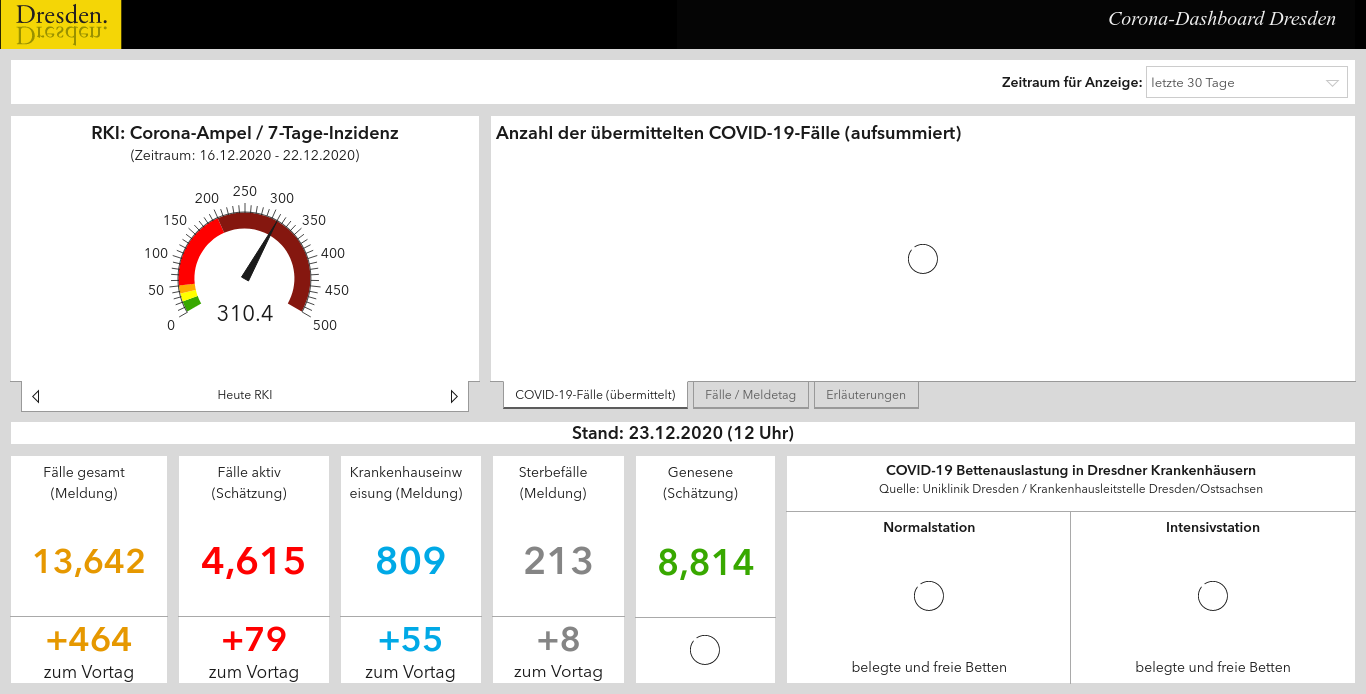 Dresden.
Dresden.
Corona-Dashboard Dresden
Zeitraum für Anzeige: letzte 30 Tage
RKI: Corona-Ampel / 7-Tage-Inzidenz
(Zeitraum: 16.12.2020 - 22.12.2020)
0
50
100
150
200
250
300
350
400
450
500
310.4
Heute RKI
Anzahl der übermittelten COVID-19-Fälle (aufsummiert)
COVID-19-Fälle (übermittelt)
Fälle / Meldetag
Erläuterungen
Stand: 23.12.2020 (12 Uhr)
Fälle gesamt
(Meldung)
13,642
+464
zum Vortag
Fälle aktiv
(Schätzung)
4,615
+79
zum Vortag
Krankenhauseinw
eisung (Meldung)
809
+55
zum Vortag
Sterbefälle
(Meldung)
213
+8
zum Vortag
Genesene
(Schätzung)
8,814
COVID-19 Bettenauslastung in Dresdner Krankenhäusern
Quelle: Uniklinik Dresden / Krankenhausleitstelle Dresden/Ostsachsen
Normalstation
belegte und freie Betten
Intensivstation
belegte und freie Betten